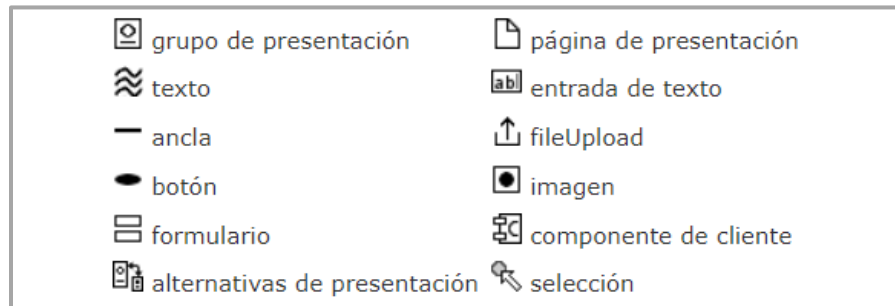 grupo de presentación página de presentación
texto entrada de texto
ancla fileUpload
botón imagen
formulario componente de cliente
alternativas de presentación selección